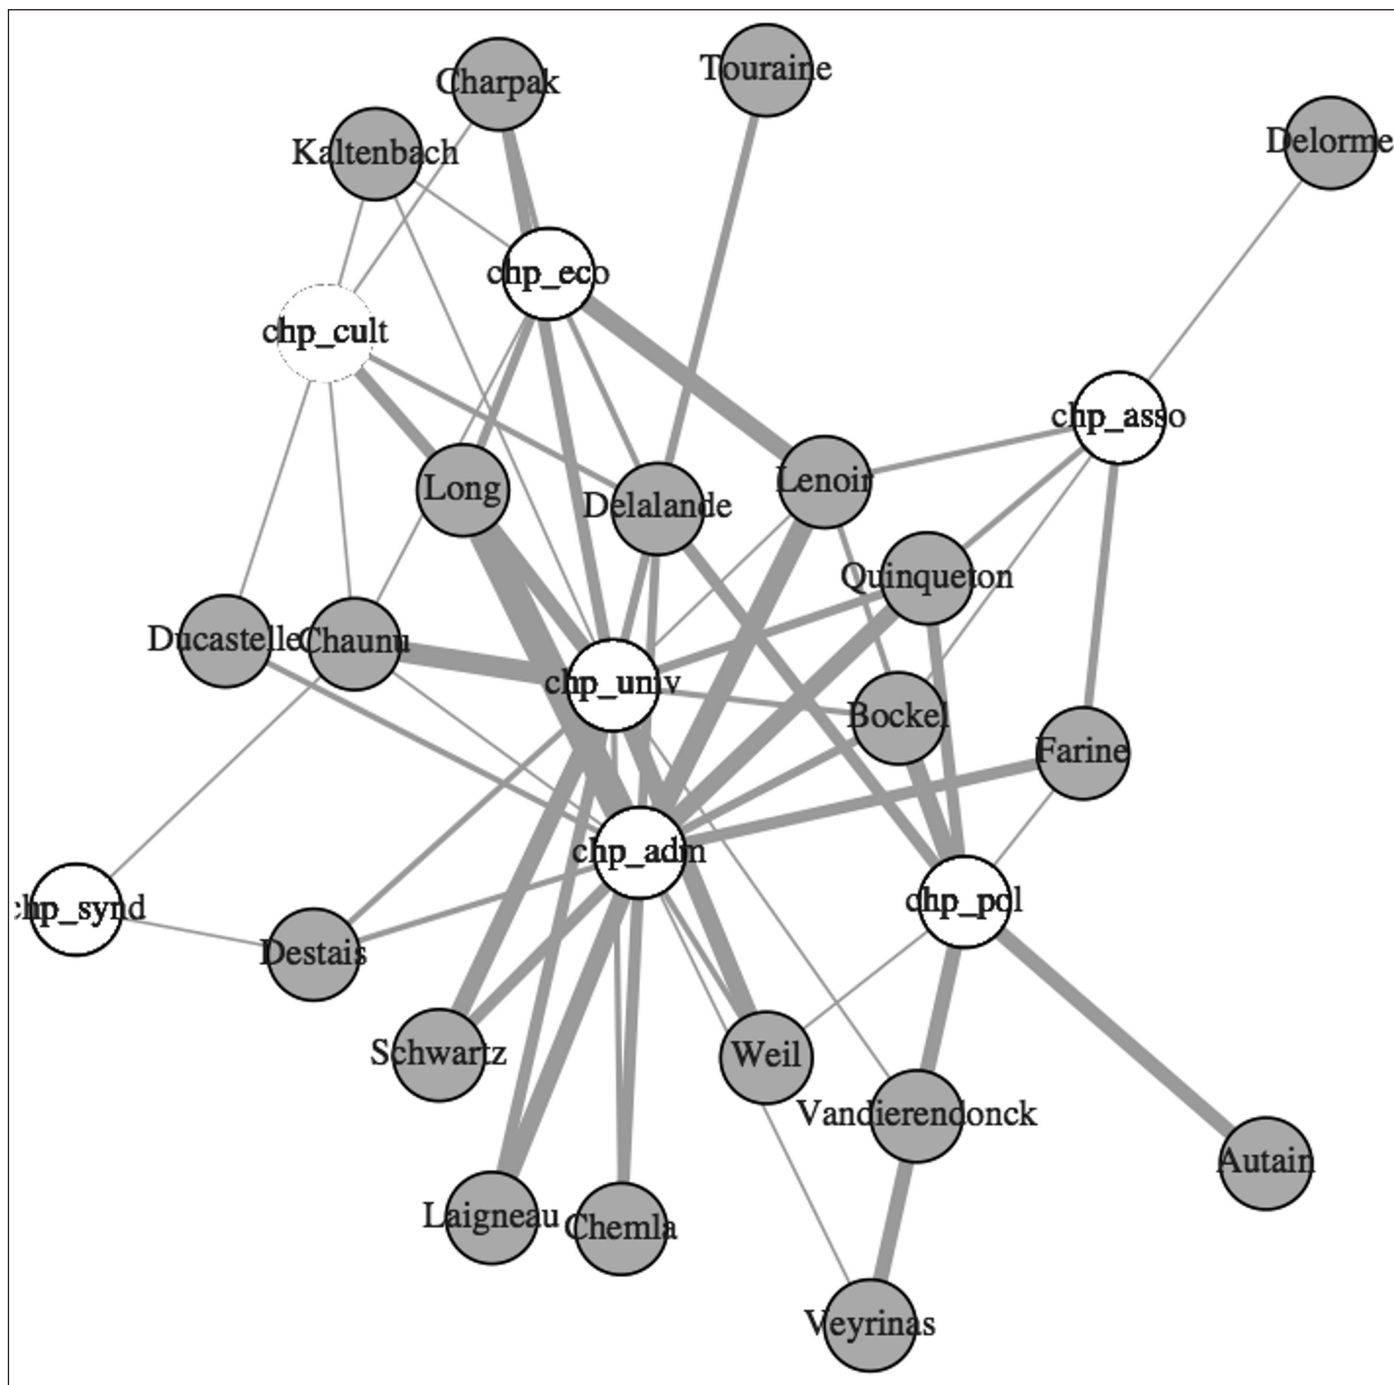 Touraine
Charpak
Delorme
Kaltenbach
chp_eco
chp_cult
chp_asso
Long
Delalande
Lenoir
Quinqueton
Ducastelle
Chaunu
chp_univ
Bockel
Farine
chp_adm
chp_pol
chp_synd
Destais
Schwartz
Weil
Vandierendonck
Autain
Laigneau
Chemla
Veyrinas